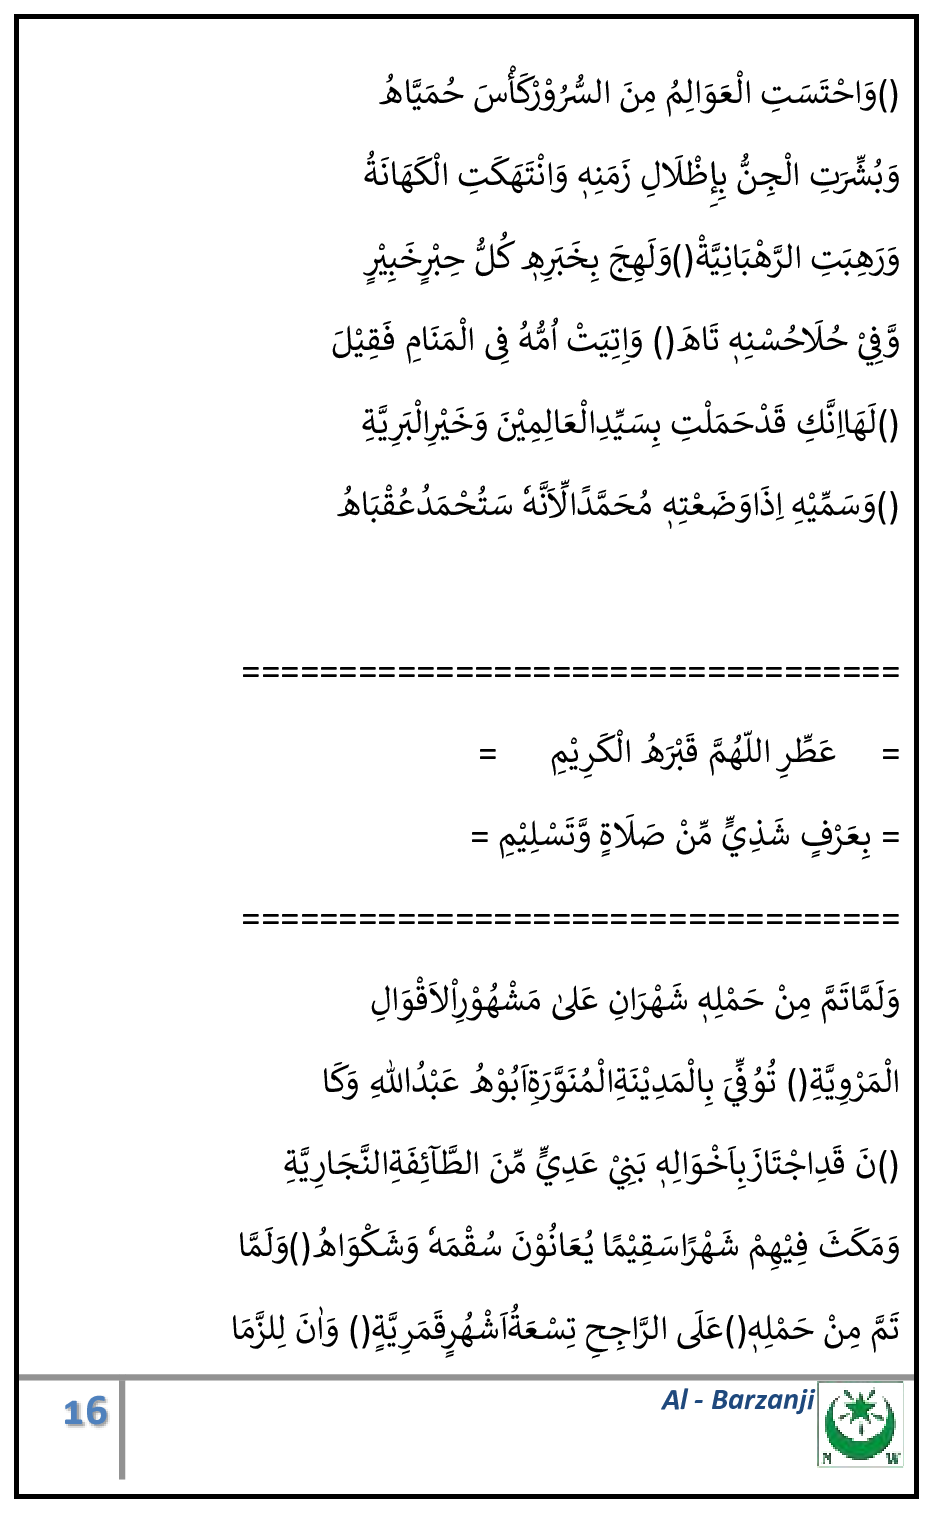 ()وَاحْتَسَتِ الْعَوَالِمُ مِنَ السُّرُوْرْكَأْسَ حُمَيَّاهُ
وَبُشِّرَتِ الْجِنُّ بِإِظْلَالِ زَمَنِهٖ وَانْتَهَكَتِ الْكَهَانَةُ
وَرَهِبَتِ الرَّهْبَانِيَّةْ()وَلَهِجَ بِخَبَرِهٖ كُلُّ حِبْرٍخَبِيْرٍ
وَّفِيْ حُلَاحُسْنِهٖ تَاهَ() وَاِتِيَتْ اُمُّهُ فِى الْمَنَامِ فَقِيْلَ
()لَهَااِنَّكِ قَدْحَمَلْتِ بِسَيِّدِالْعَالِمِيْنَ وَخَيْرِالْبَرِيَّةِ
()وَسَمِّيْهِ اِذَاوَضَعْتِهٖ مُحَمَّدًالِّاَنَّهٗ سَتُحْمَدُعُقْبَاهُ
==================================
= عَطِّرِ اللّهُمَّ قَبْرَهُ الْكَرِيْمِ =
= بِعَرْفٍ شَذِيٍّ مِّنْ صَلَاةٍ وَّتَسْلِيْمِ =
==================================
وَلَمَّاتَمَّ مِنْ حَمْلِهٖ شَهْرَانِ عَلىٰ مَشْهُوْرِاْلاَقْوَالِ
الْمَرْوِيَّةِ() تُوُفِّيَ بِالْمَدِيْنَةِالْمُنَوَّرَةِاَبُوْهُ عَبْدُاللهِ وَكَا
()نَ قَدِاجْتَازَبِاَخْوَالِهٖ بَنِيْ عَدِيٍّ مِّنَ الطَّآئِفَةِالنَّجَارِيَّةِ
وَمَكَثَ فِيْهِمْ شَهْرًاسَقِيْمًا يُعَانُوْنَ سُقْمَهٗ وَشَكْوَاهُ()وَلَمَّا
تَمَّ مِنْ حَمْلِهٖ()عَلَى الرَّاجِحِ تِسْعَةُاَشْهُرٍقَمَرِيَّةٍ() وَاٰنَ لِلزَّمَا
Al - Barzanji
16
N W